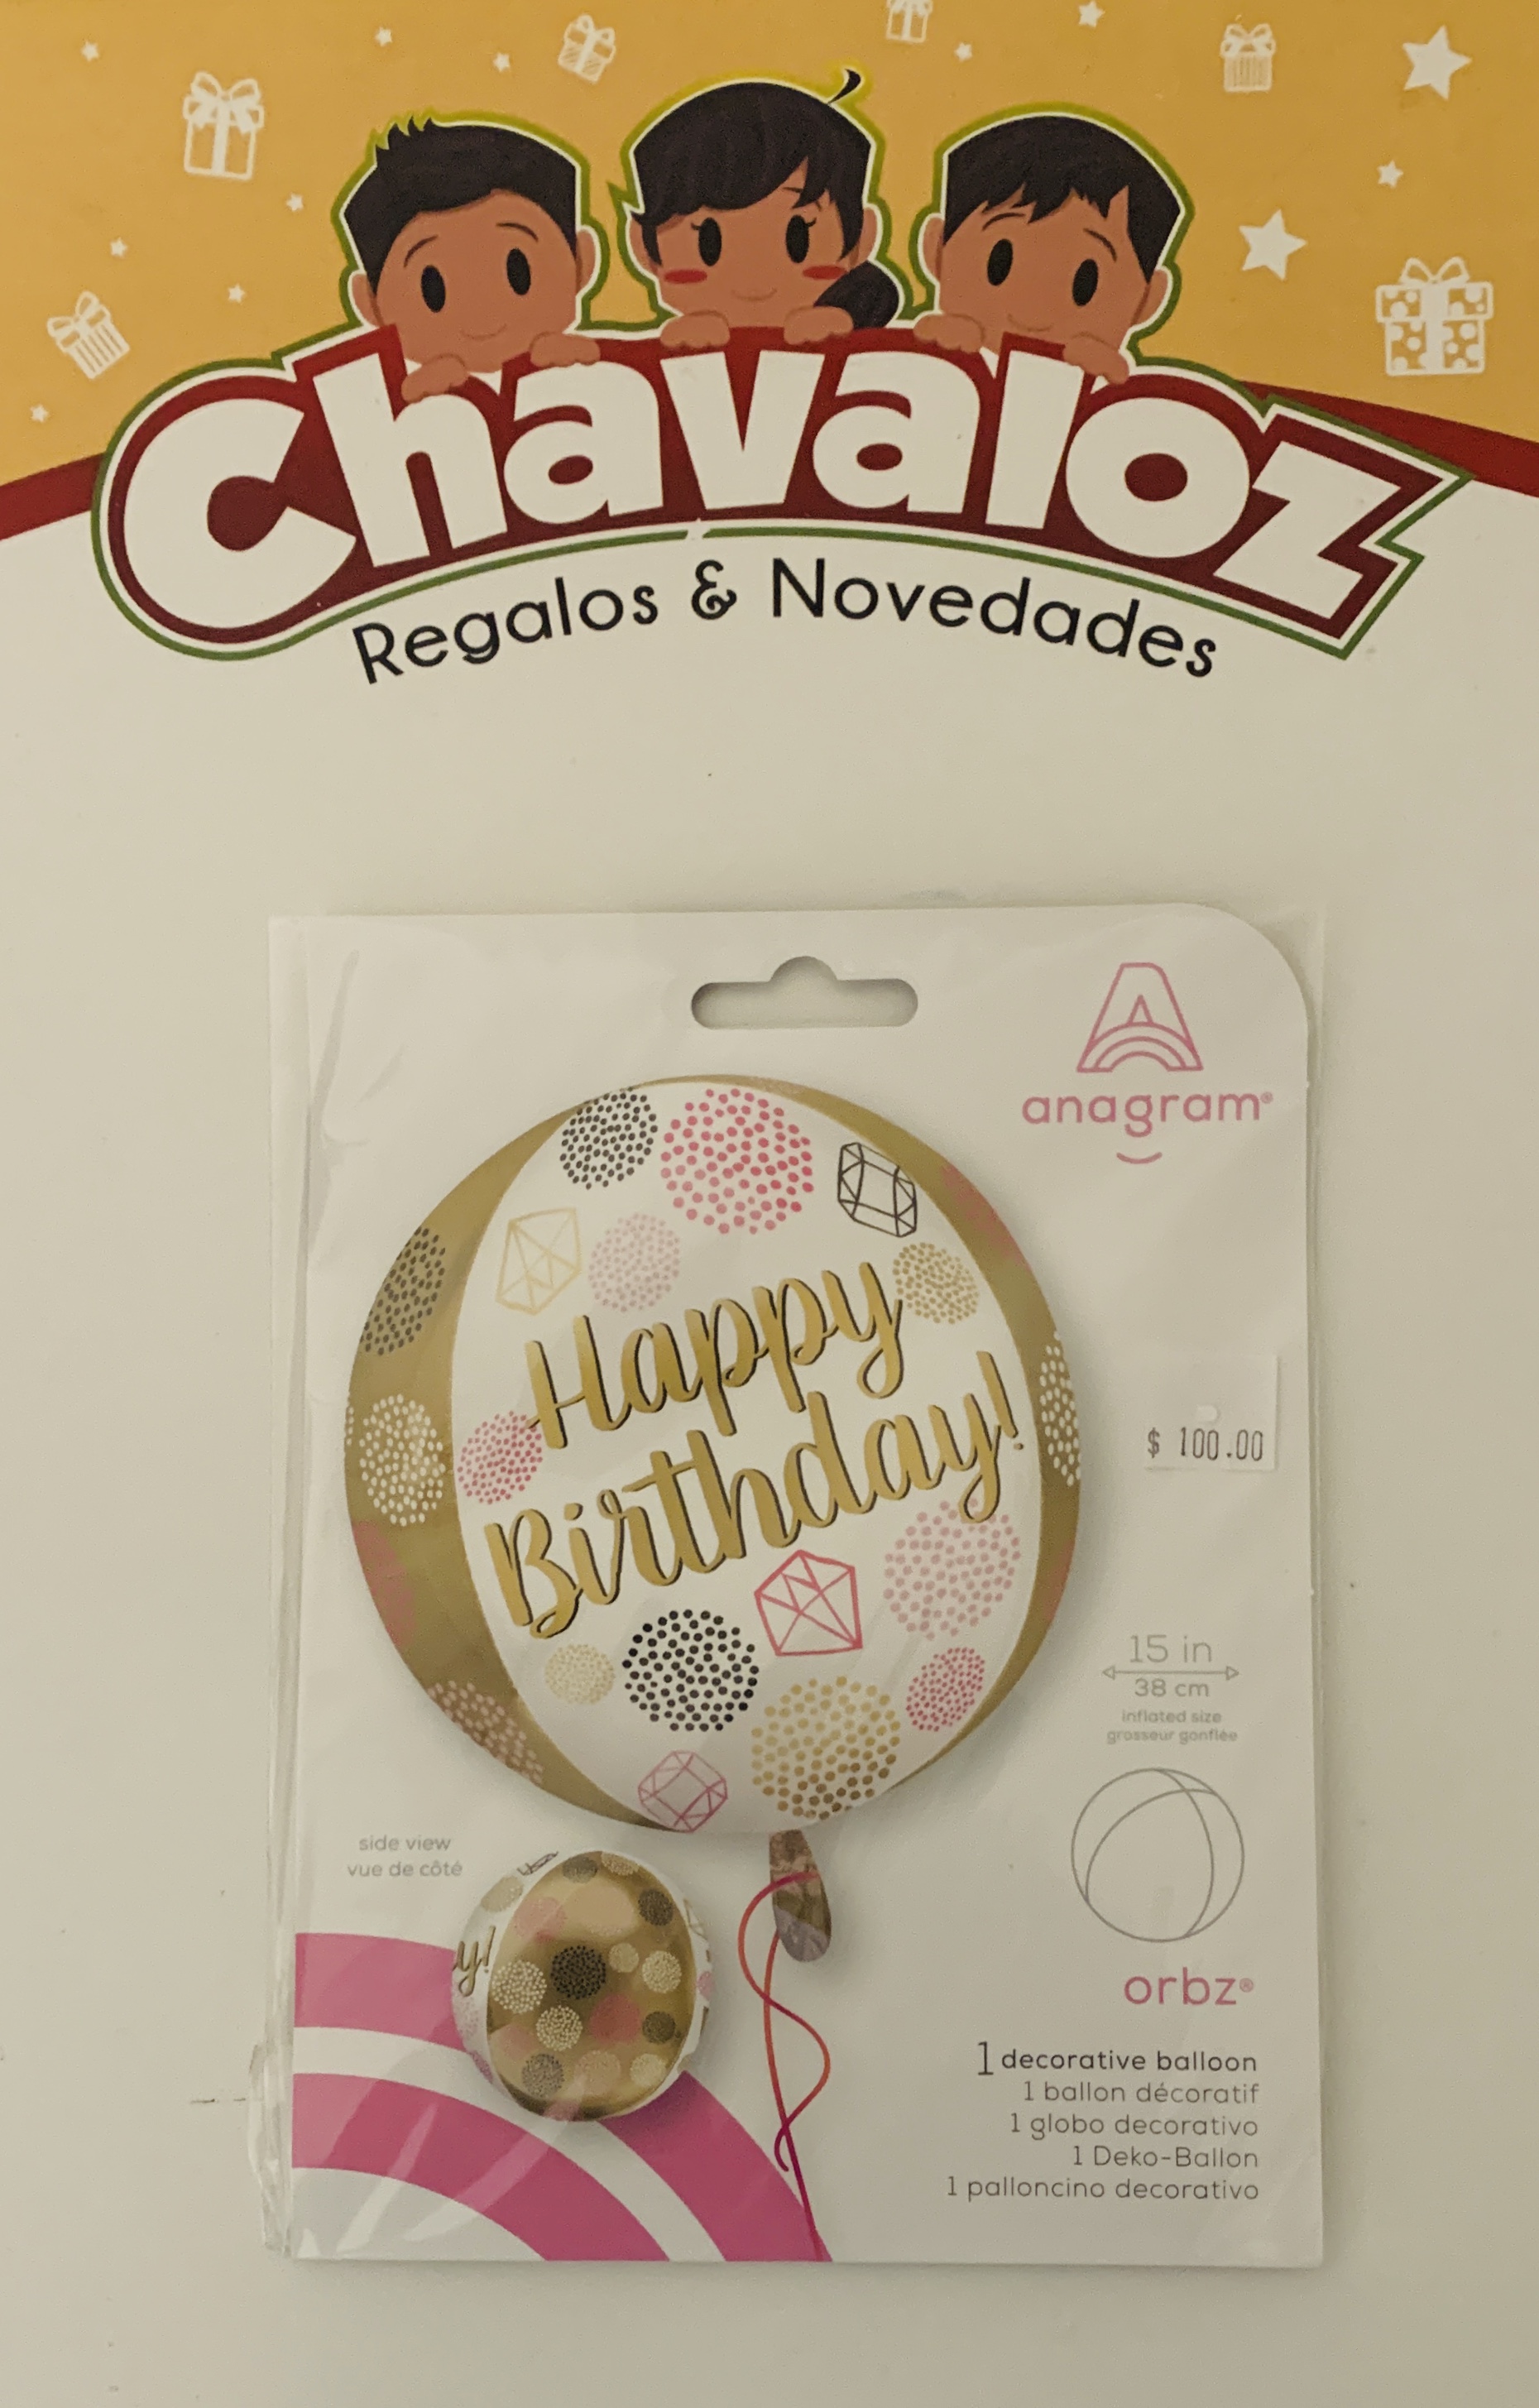 Chavaloz
Regalos & Novedades
anagram®
Happy
Birthday!
$ 100.00
15 in
38 cm
inflated size
grosseur gonflée
side view
vue de côté
y!
orbz®
1 decorative balloon
1 ballon décoratif
1 globo decorativo
1 Deko-Ballon
1 palloncino decorativo